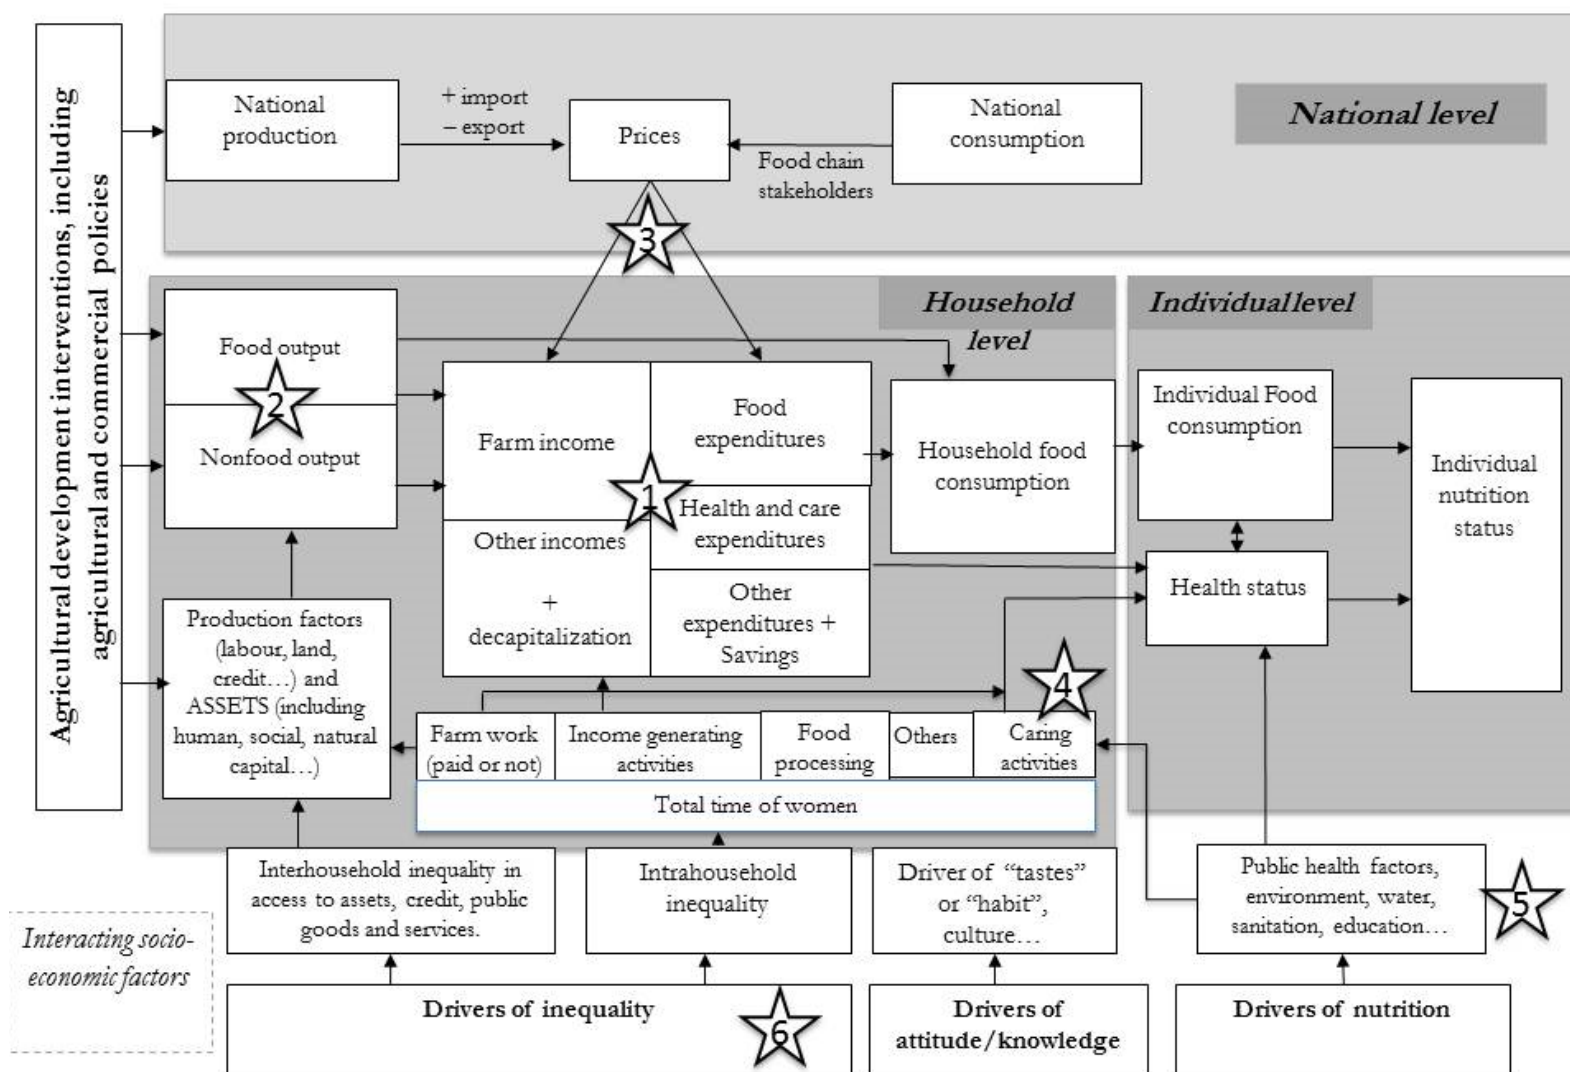 Agricultural development interventions, including
agricultural and commercial policies
National
production
+ import
– export
Prices
National
consumption
Food chain
stakeholders
National level
3
Household
level
Individual level
Food output
2
Nonfood output
Farm income
Food
expenditures
1
Health and care
expenditures
Other incomes
+
decapitalization
Other
expenditures +
Savings
Household food
consumption
Individual Food
consumption
Individual
nutrition
status
Health status
Production factors
(labour, land,
credit…) and
ASSETS (including
human, social, natural
capital…)
4
Farm work
(paid or not)
Income generating
activities
Food
processing
Others
Caring
activities
Total time of women
Interhousehold inequality in
access to assets, credit, public
goods and services.
Intrahousehold
inequality
Driver of “tastes”
or “habit”,
culture…
Public health factors,
environment, water,
sanitation, education…
5
Interacting socio-
economic factors
Drivers of inequality
6
Drivers of
attitude/knowledge
Drivers of nutrition